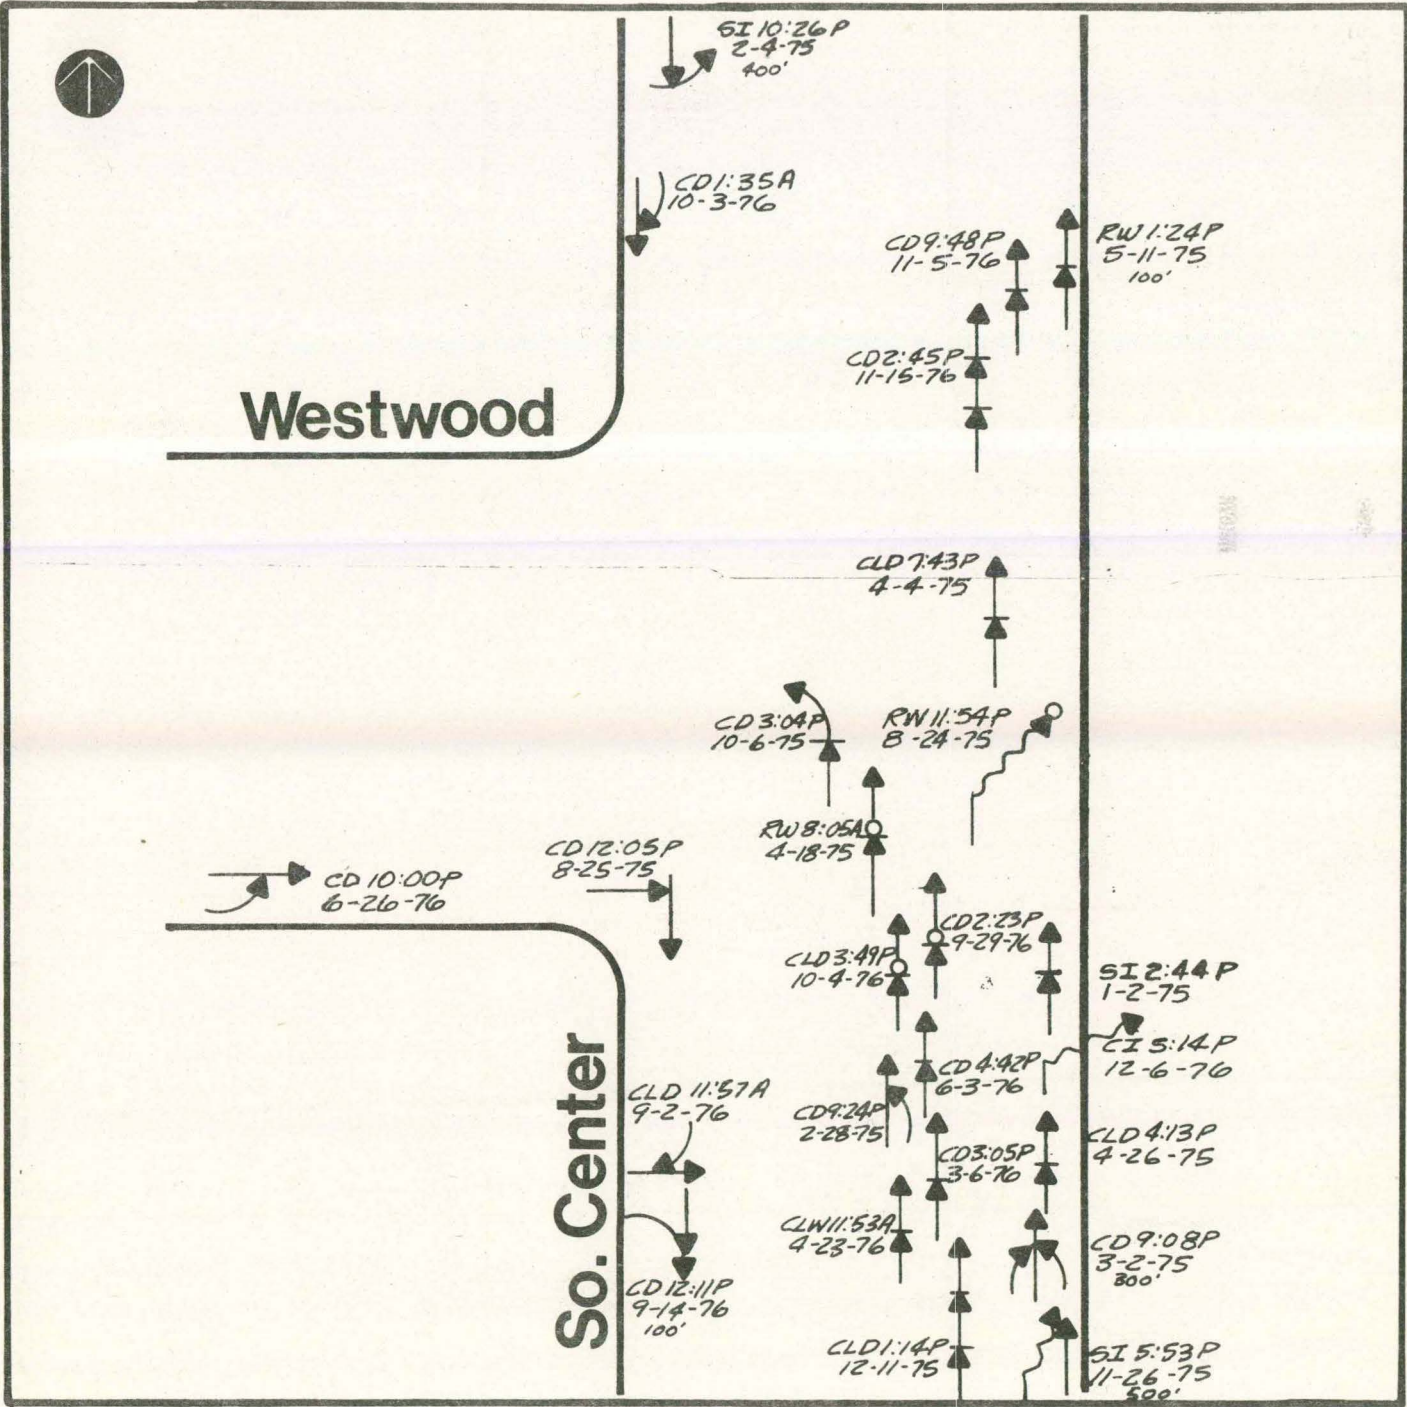 SI 10:26P
2-4-75
400'
CD 1:35A
10-3-76
CD 9:48P
11-5-76
RW 1:24P
5-11-75
100'
CD 2:45P
11-15-76
Westwood
CLD 7:43P
4-4-75
CD 3:04P
10-6-75
RW 11:54P
8-24-75
RW 8:05A
4-18-75
CD 12:05P
8-25-75
CD 10:00P
6-26-76
CD 2:23P
9-29-76
CLD 3:49P
10-4-76
SI 2:44P
1-2-75
CI 5:14P
12-6-76
CD 4:42P
6-3-76
CLD 11:57A
9-2-76
CD 9:24P
2-28-75
CLD 4:13P
4-26-75
CD 3:05P
3-6-76
So. Center
CLW 11:53A
4-23-76
CD 9:08P
3-2-75
300'
CD 12:11P
9-14-76
100'
CLD 1:14P
12-11-75
SI 5:53P
11-26-75
500'